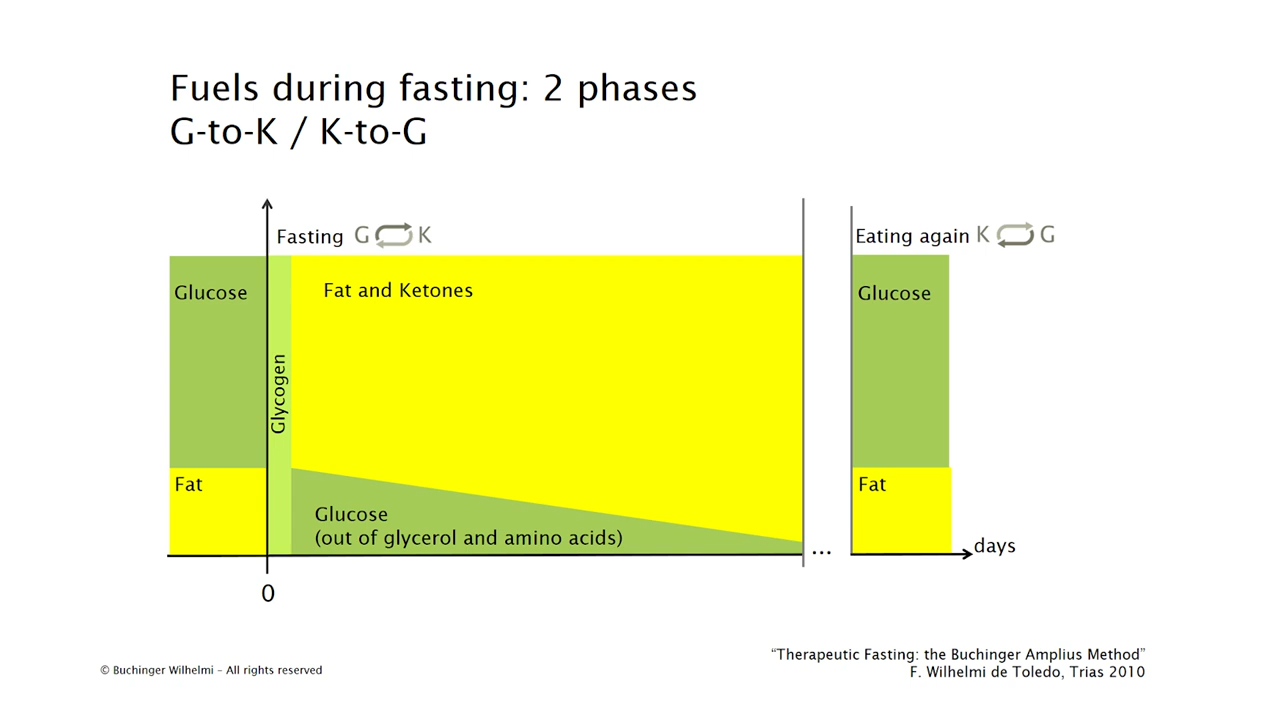 Fuels during fasting: 2 phases
G-to-K / K-to-G
Fasting G K
Eating again K G
Glucose
Fat and Ketones
Glucose
Glycogen
Fat
Fat
Glucose
(out of glycerol and amino acids)
...
days
0
© Buchinger Wilhelmi – All rights reserved
“Therapeutic Fasting: the Buchinger Amplius Method”
F. Wilhelmi de Toledo, Trias 2010